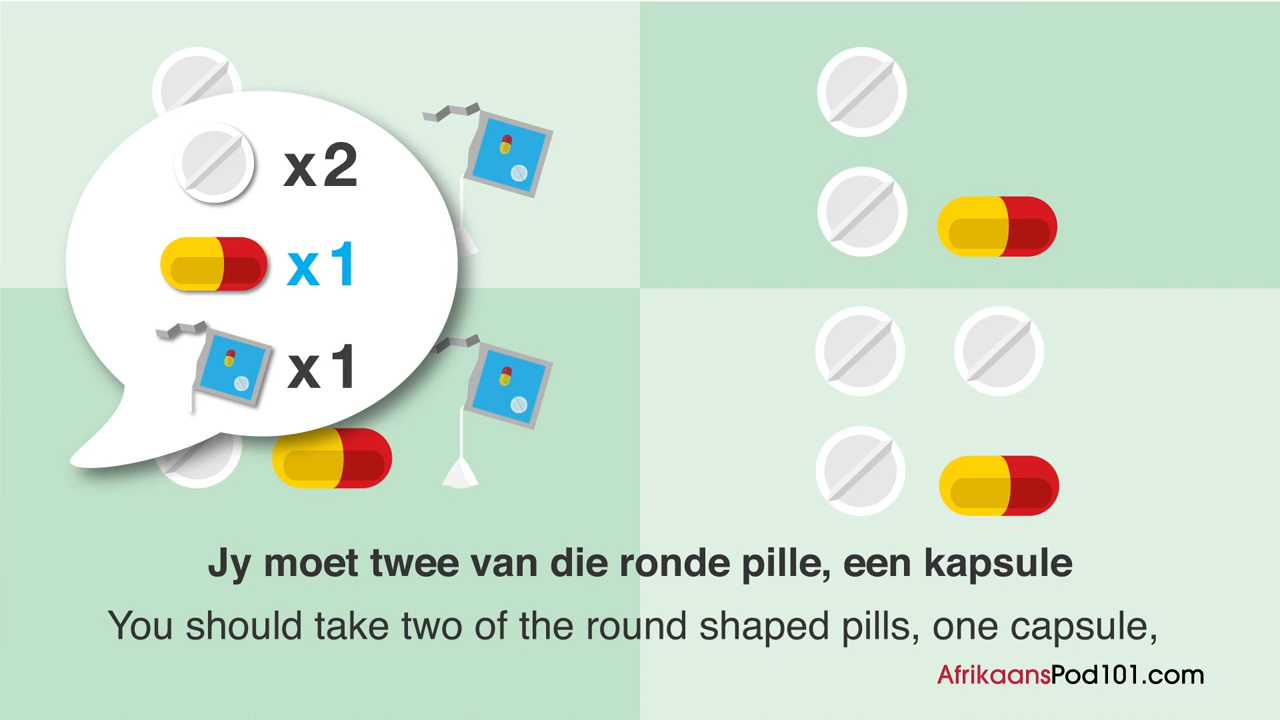 x2
x1
x1
Jy moet twee van die ronde pille, een kapsule
You should take two of the round shaped pills, one capsule,
AfrikaansPod101.com